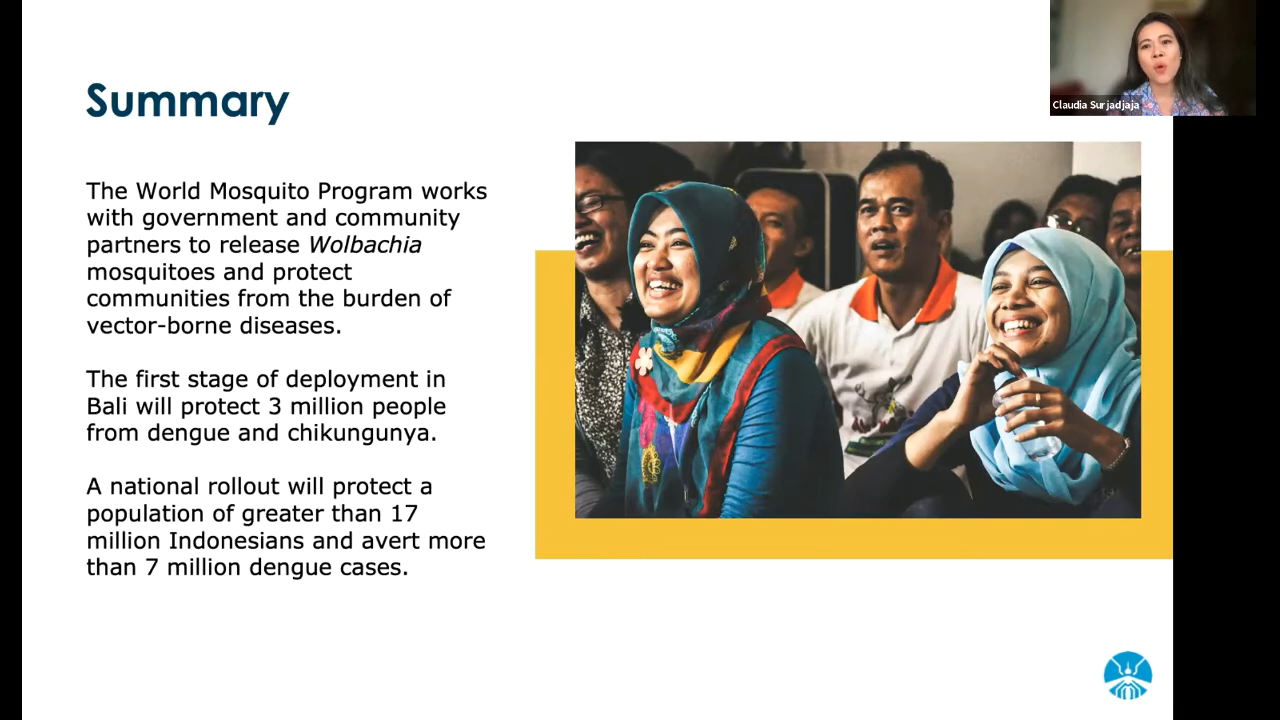 Summary
Claudia Surjadjaja
The World Mosquito Program works
with government and community
partners to release Wolbachia
mosquitoes and protect
communities from the burden of
vector-borne diseases.
The first stage of deployment in
Bali will protect 3 million people
from dengue and chikungunya.
A national rollout will protect a
population of greater than 17
million Indonesians and avert more
than 7 million dengue cases.